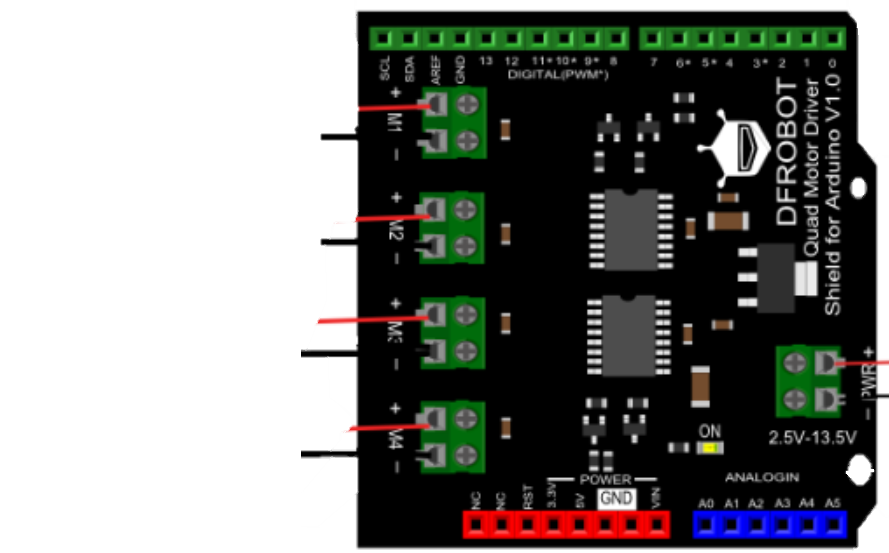 SCL SDA AREF GND 13 12 11* 10* 9* 8 7 6* 5* 4 3* 2 1 0
DIGITAL(PWM*)
+ M1 −
+ M2 −
+ M3 −
+ M4 −
DFROBOT
Quad Motor Driver
Shield for Arduino V1.0
PWR + −
2.5V-13.5V
ON
POWER
ANALOGIN
NC NC RST 3.3V 5V GND VIN A0 A1 A2 A3 A4 A5